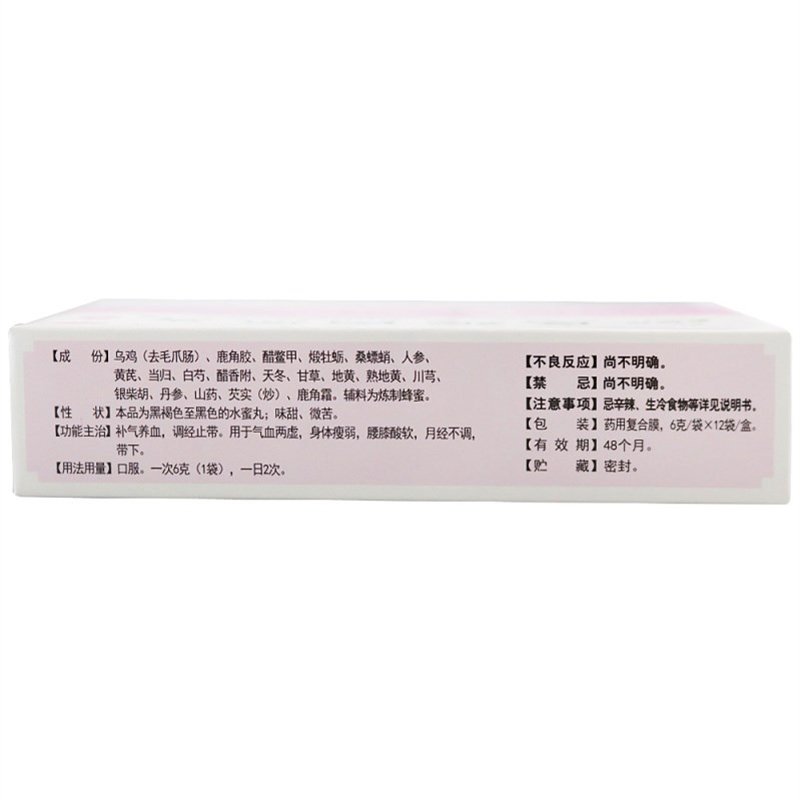 【成 份】乌鸡（去毛爪肠）、鹿角胶、醋鳖甲、煅牡蛎、桑螵蛸、人参、
黄芪、当归、白芍、醋香附、天冬、甘草、地黄、熟地黄、川芎、
银柴胡、丹参、山药、芡实（炒）、鹿角霜。辅料为炼制蜂蜜。
【性 状】本品为黑褐色至黑色的水蜜丸；味甜、微苦。
【功能主治】补气养血，调经止带。用于气血两虚，身体瘦弱，腰膝酸软，月经不调，
带下。
【用法用量】口服。一次6克（1袋），一日2次。
【不良反应】尚不明确。
【禁 忌】尚不明确。
【注意事项】忌辛辣、生冷食物等详见说明书。
【包 装】药用复合膜，6克/袋×12袋/盒。
【有 效 期】48个月。
【贮 藏】密封。